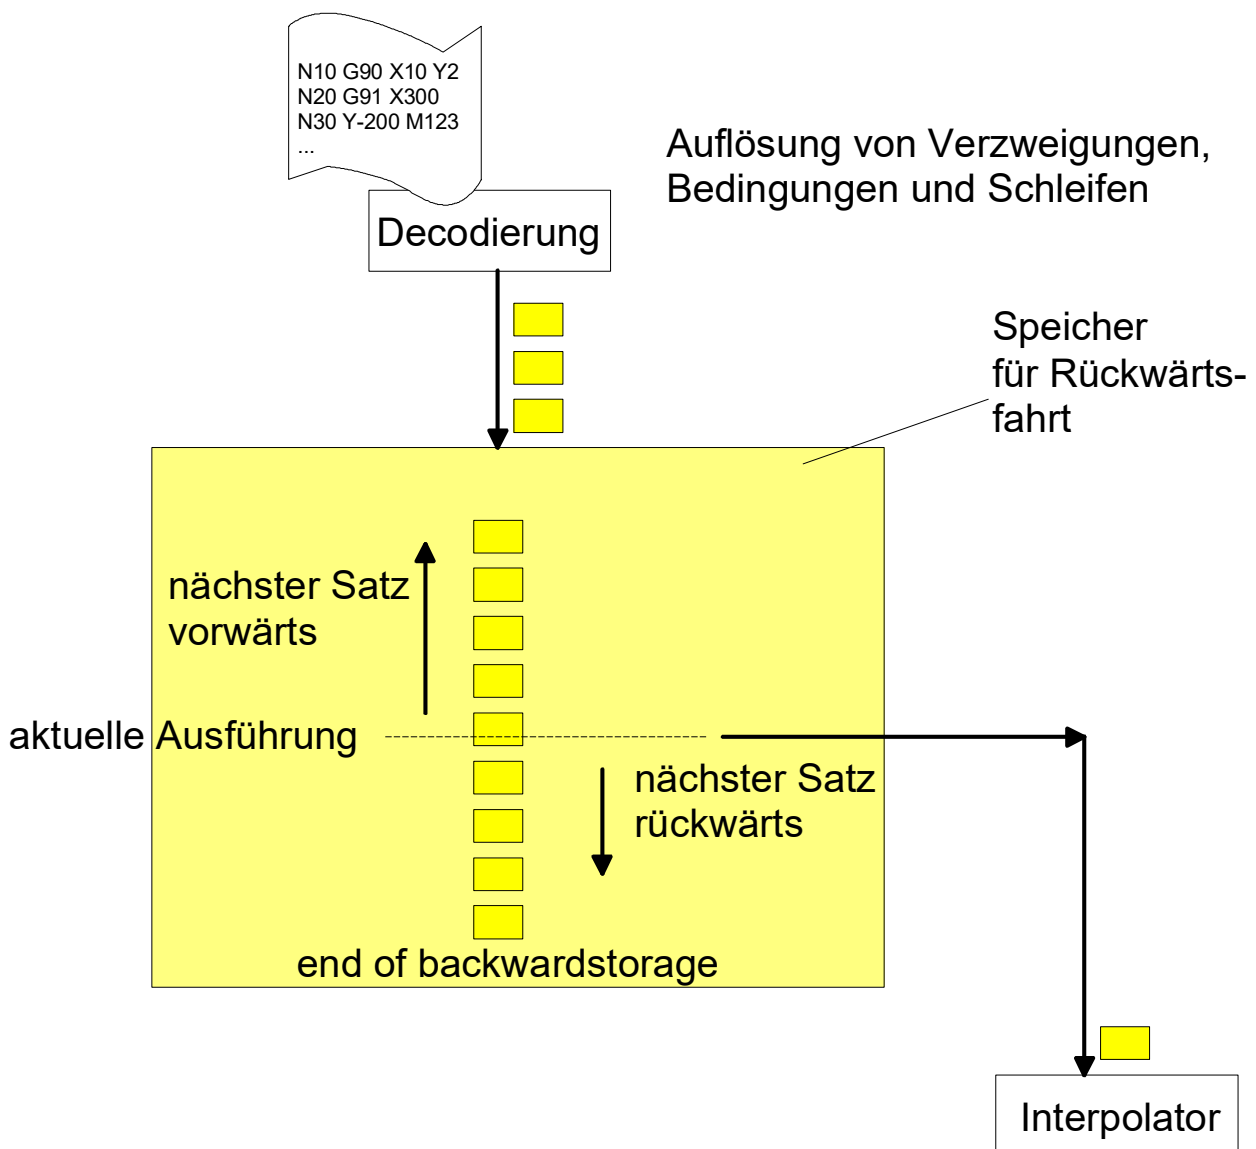 N10 G90 X10 Y2
N20 G91 X300
N30 Y-200 M123
...
Auflösung von Verzweigungen,
Bedingungen und Schleifen
Decodierung
Speicher
für Rückwärts-
fahrt
nächster Satz
vorwärts
aktuelle Ausführung
nächster Satz
rückwärts
end of backwardstorage
Interpolator